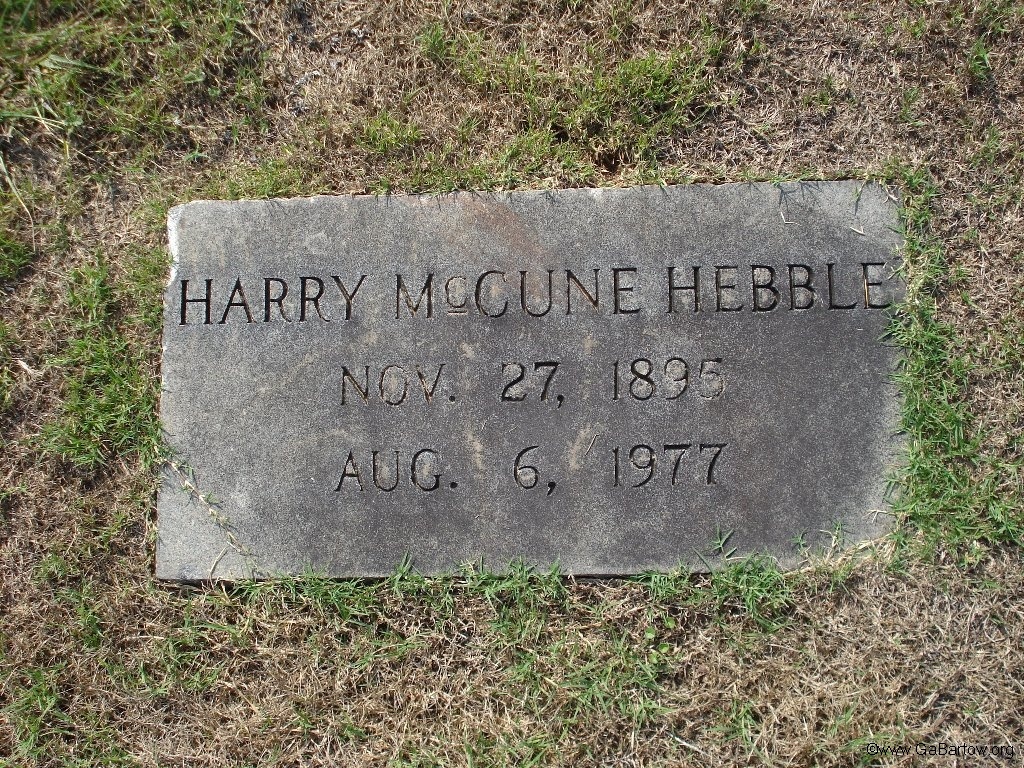 HARRY McCUNE HEBBLE
NOV. 27, 1895
AUG. 6, 1977
©www.GaBartow.org